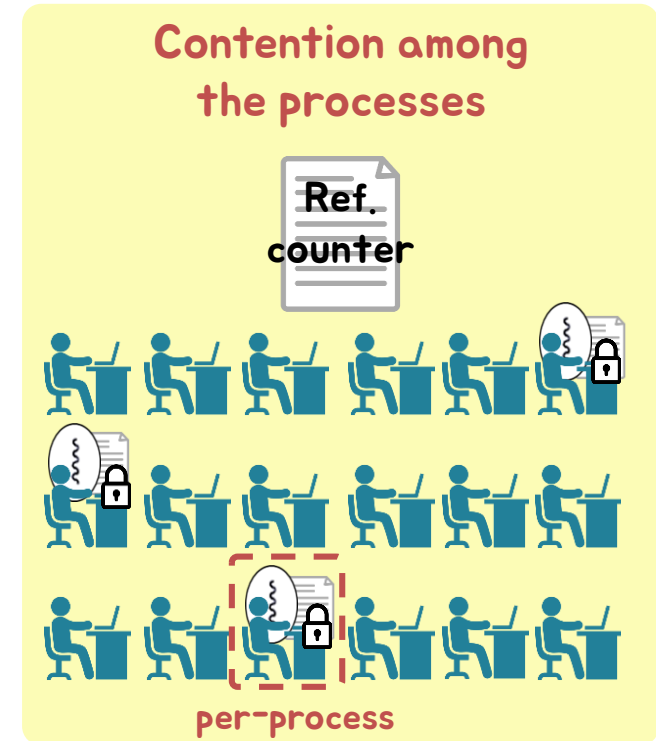 Contention among
the processes
Ref.
counter
per-process